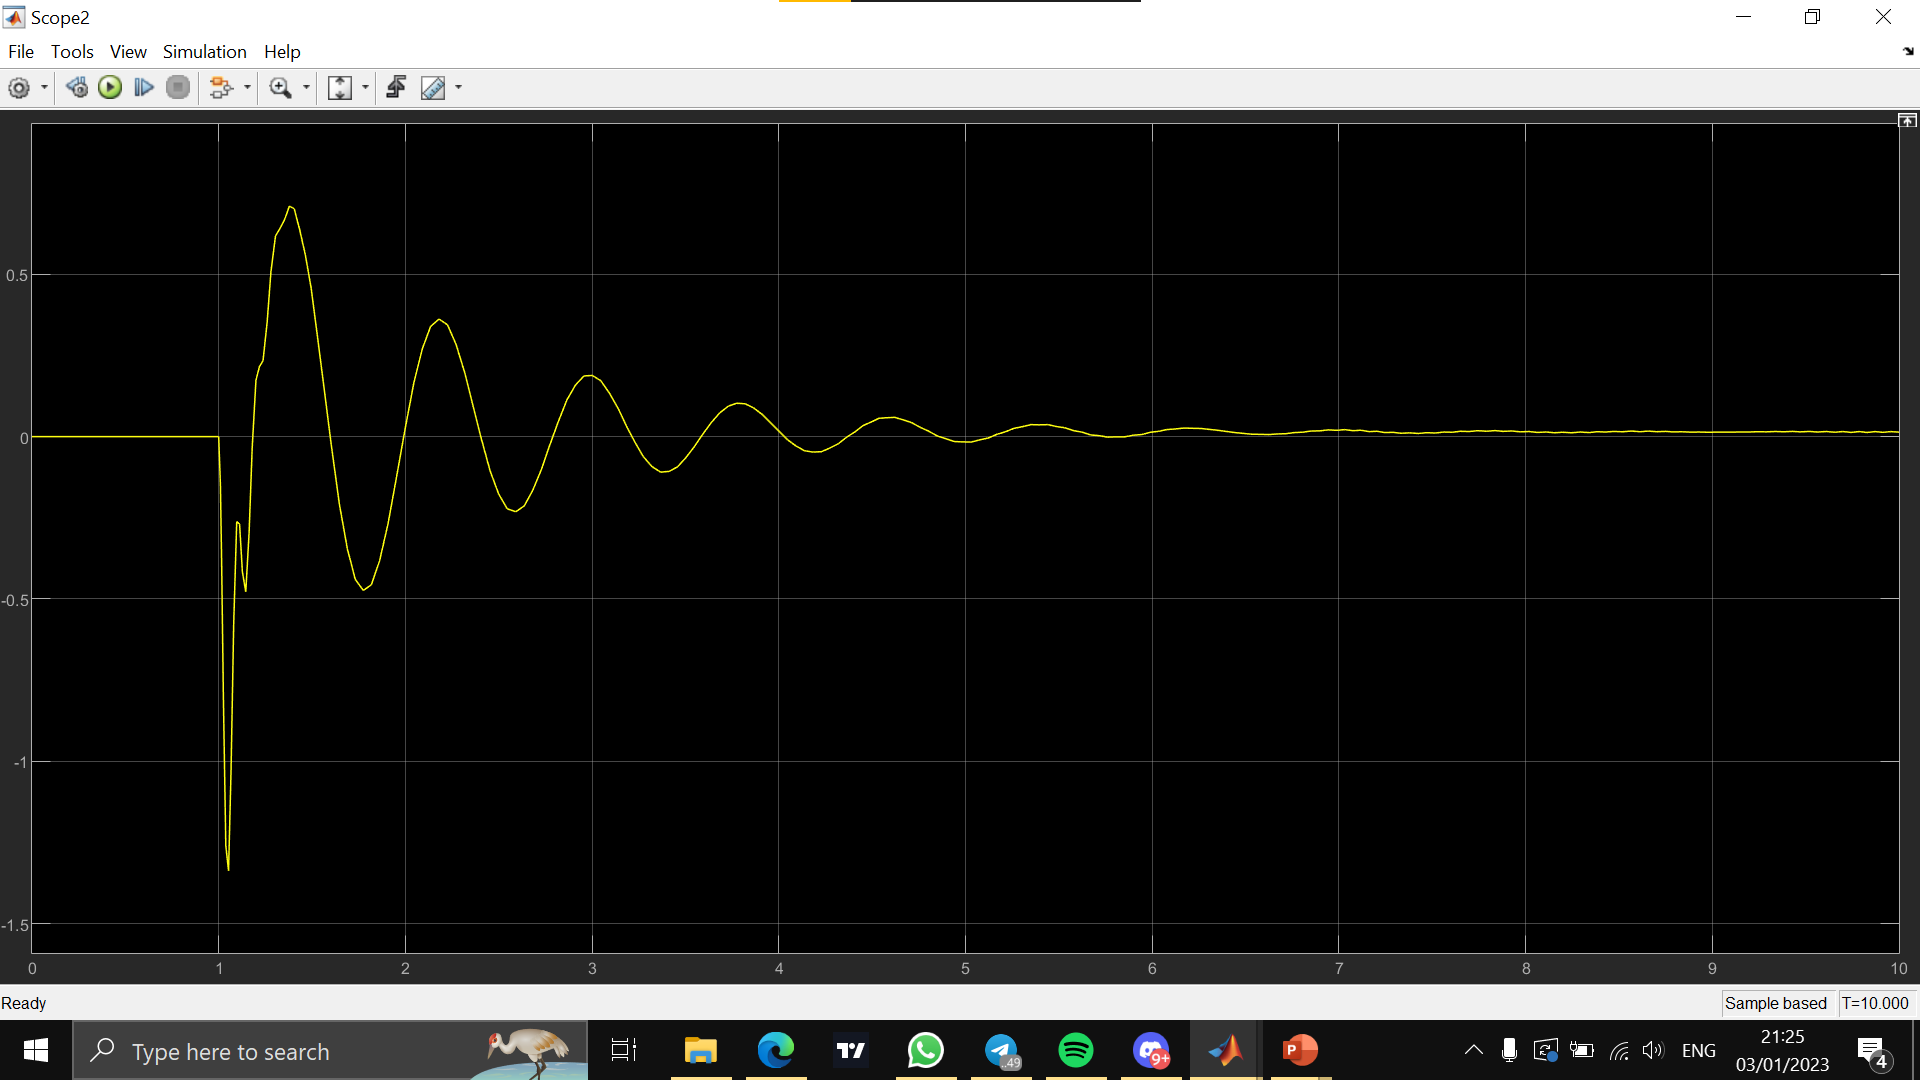 Scope2
File Tools View Simulation Help
0.5
0
-0.5
-1
-1.5
0 1 2 3 4 5 6 7 8 9 10
Ready
Sample based T=10.000
Type here to search
..49
9+
P
ENG
21:25
03/01/2023
4